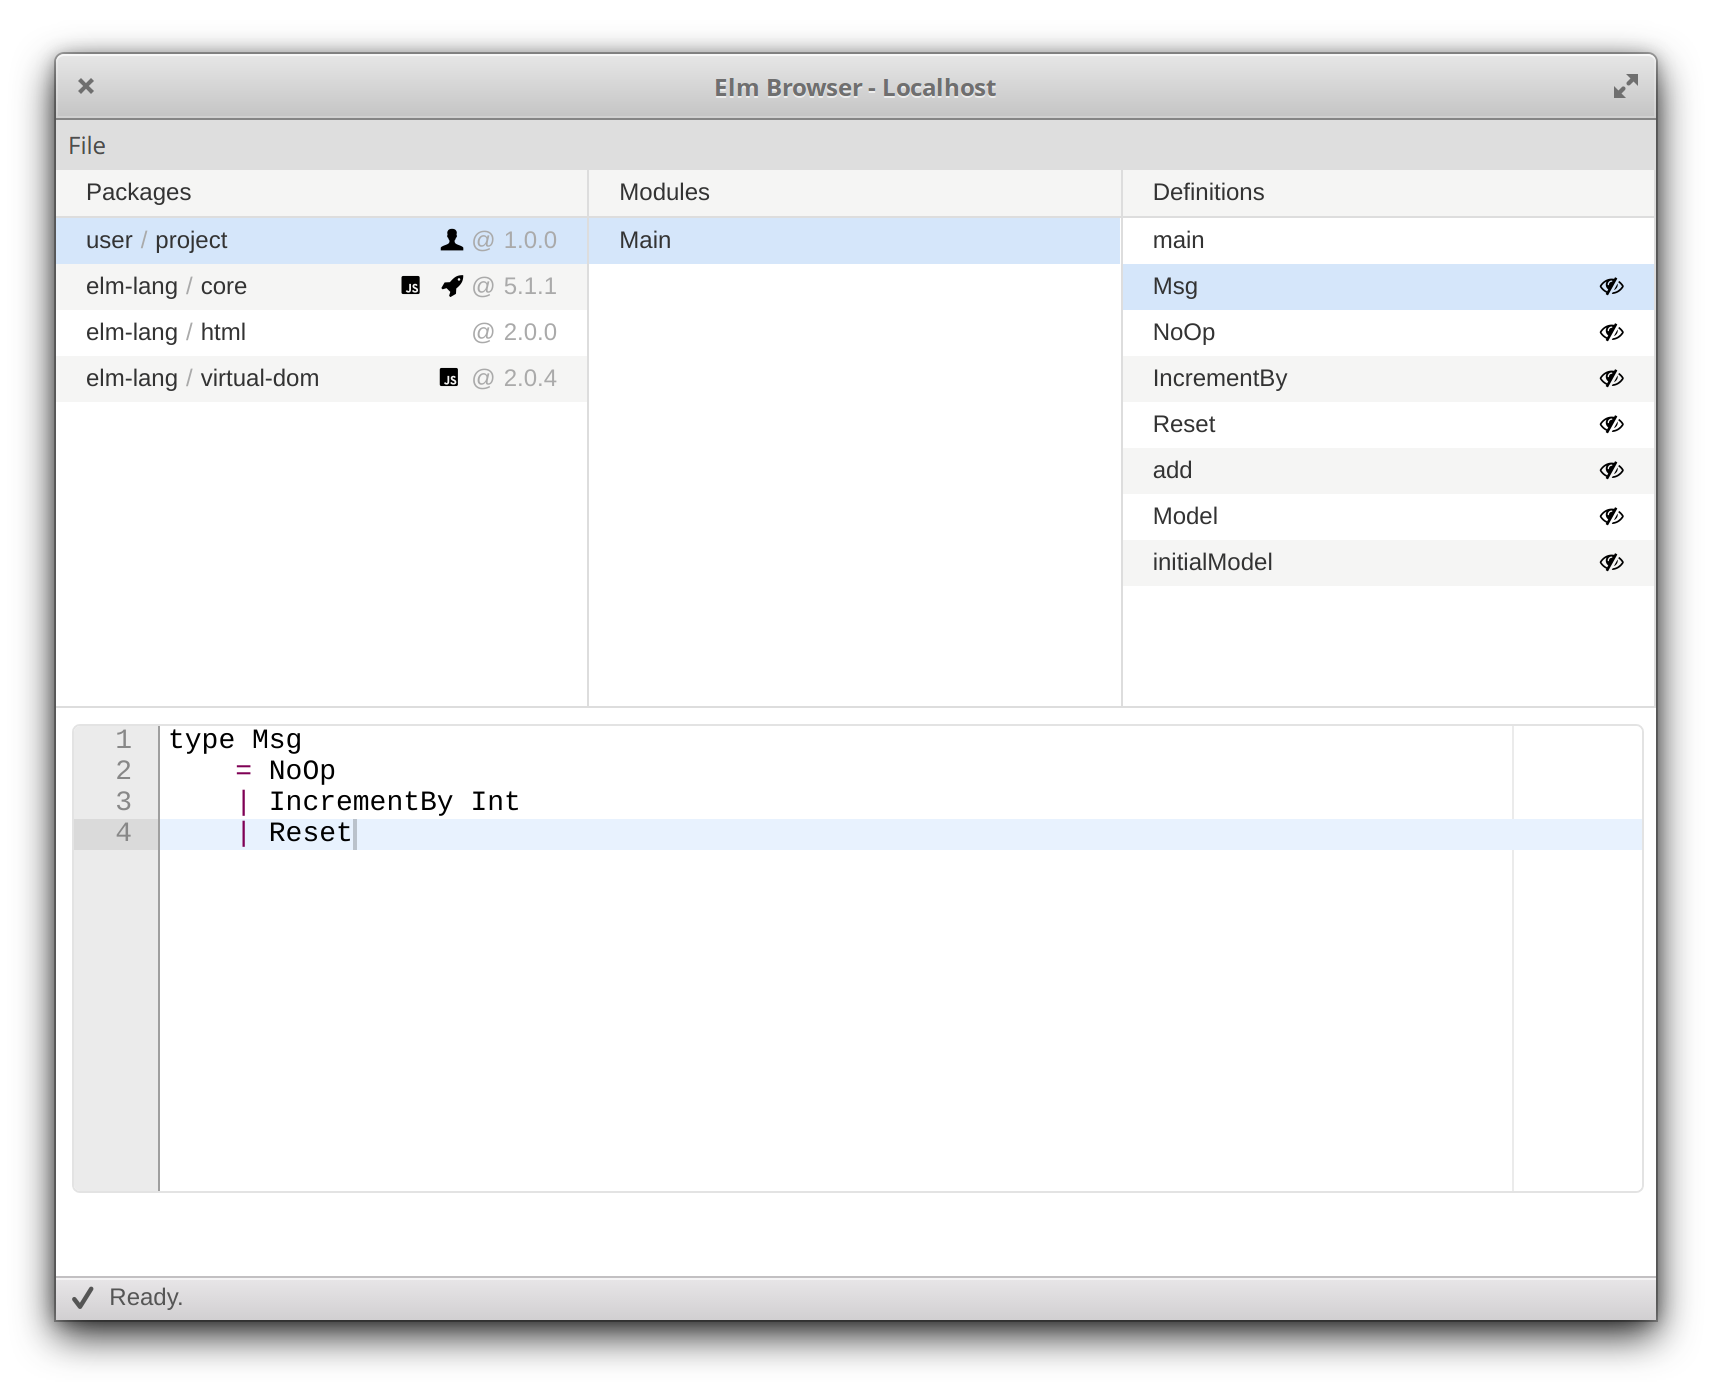 Elm Browser - Localhost
File
Packages
user / project @ 1.0.0
elm-lang / core JS @ 5.1.1
elm-lang / html @ 2.0.0
elm-lang / virtual-dom JS @ 2.0.4
Modules
Main
Definitions
main
Msg
NoOp
IncrementBy
Reset
add
Model
initialModel
1 type Msg
2     = NoOp
3     | IncrementBy Int
4     | Reset
Ready.